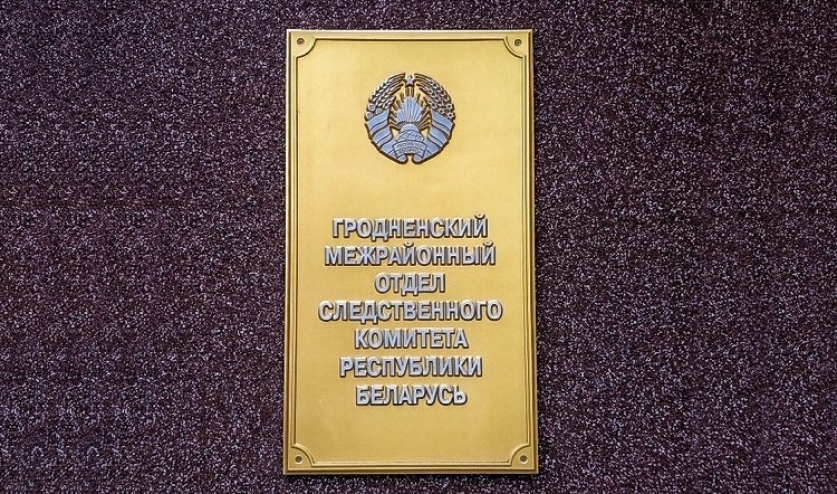 ГРОДНЕНСКИЙ
МЕЖРАЙОННЫЙ
ОТДЕЛ
СЛЕДСТВЕННОГО
КОМИТЕТА
РЕСПУБЛИКИ
БЕЛАРУСЬ